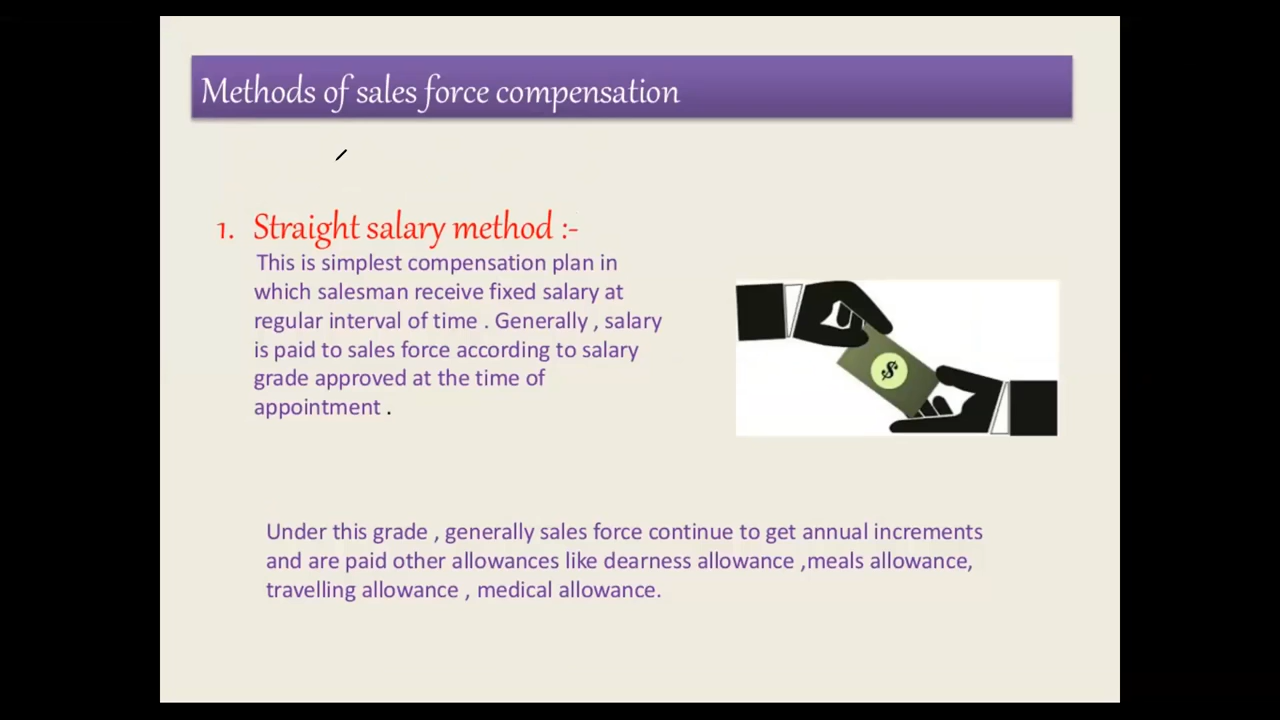 Methods of sales force compensation
1. Straight salary method :-
This is simplest compensation plan in
which salesman receive fixed salary at
regular interval of time . Generally , salary
is paid to sales force according to salary
grade approved at the time of
appointment .
$
Under this grade , generally sales force continue to get annual increments
and are paid other allowances like dearness allowance ,meals allowance,
travelling allowance , medical allowance.